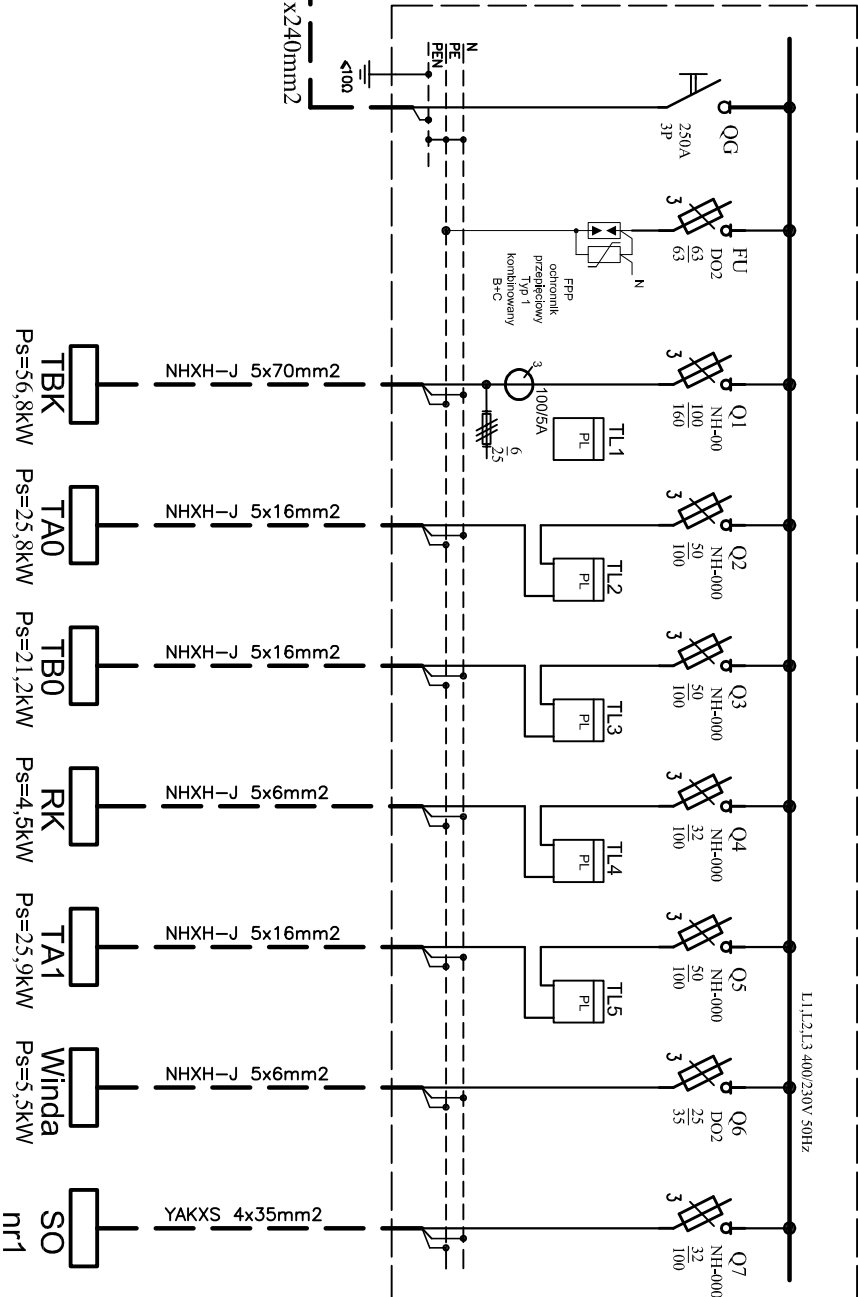 L1,L2,L3 400/230V 50Hz
QG
250A
3P
FU
DO2
63
63
3
Q1
NH-00
100
160
3
Q2
NH-000
50
100
3
Q3
NH-000
50
100
3
Q4
NH-000
32
100
3
Q5
NH-000
50
100
3
Q6
DO2
25
35
3
Q7
NH-000
32
100
3
N
FPP
ochronnik
przepięciowy
Typ 1
kombinowany
B+C
TL1
PL
3
100/5A
6
25
TL2
PL
TL3
PL
TL4
PL
TL5
PL
N
PE
PEN
<10Ω
x240mm2
NHXH-J 5x70mm2
NHXH-J 5x16mm2
NHXH-J 5x16mm2
NHXH-J 5x6mm2
NHXH-J 5x16mm2
NHXH-J 5x6mm2
YAKXS 4x35mm2
TBK
Ps=56,8kW
TA0
Ps=25,8kW
TB0
Ps=21,2kW
RK
Ps=4,5kW
TA1
Ps=25,9kW
Winda
Ps=5,5kW
SO
nr1